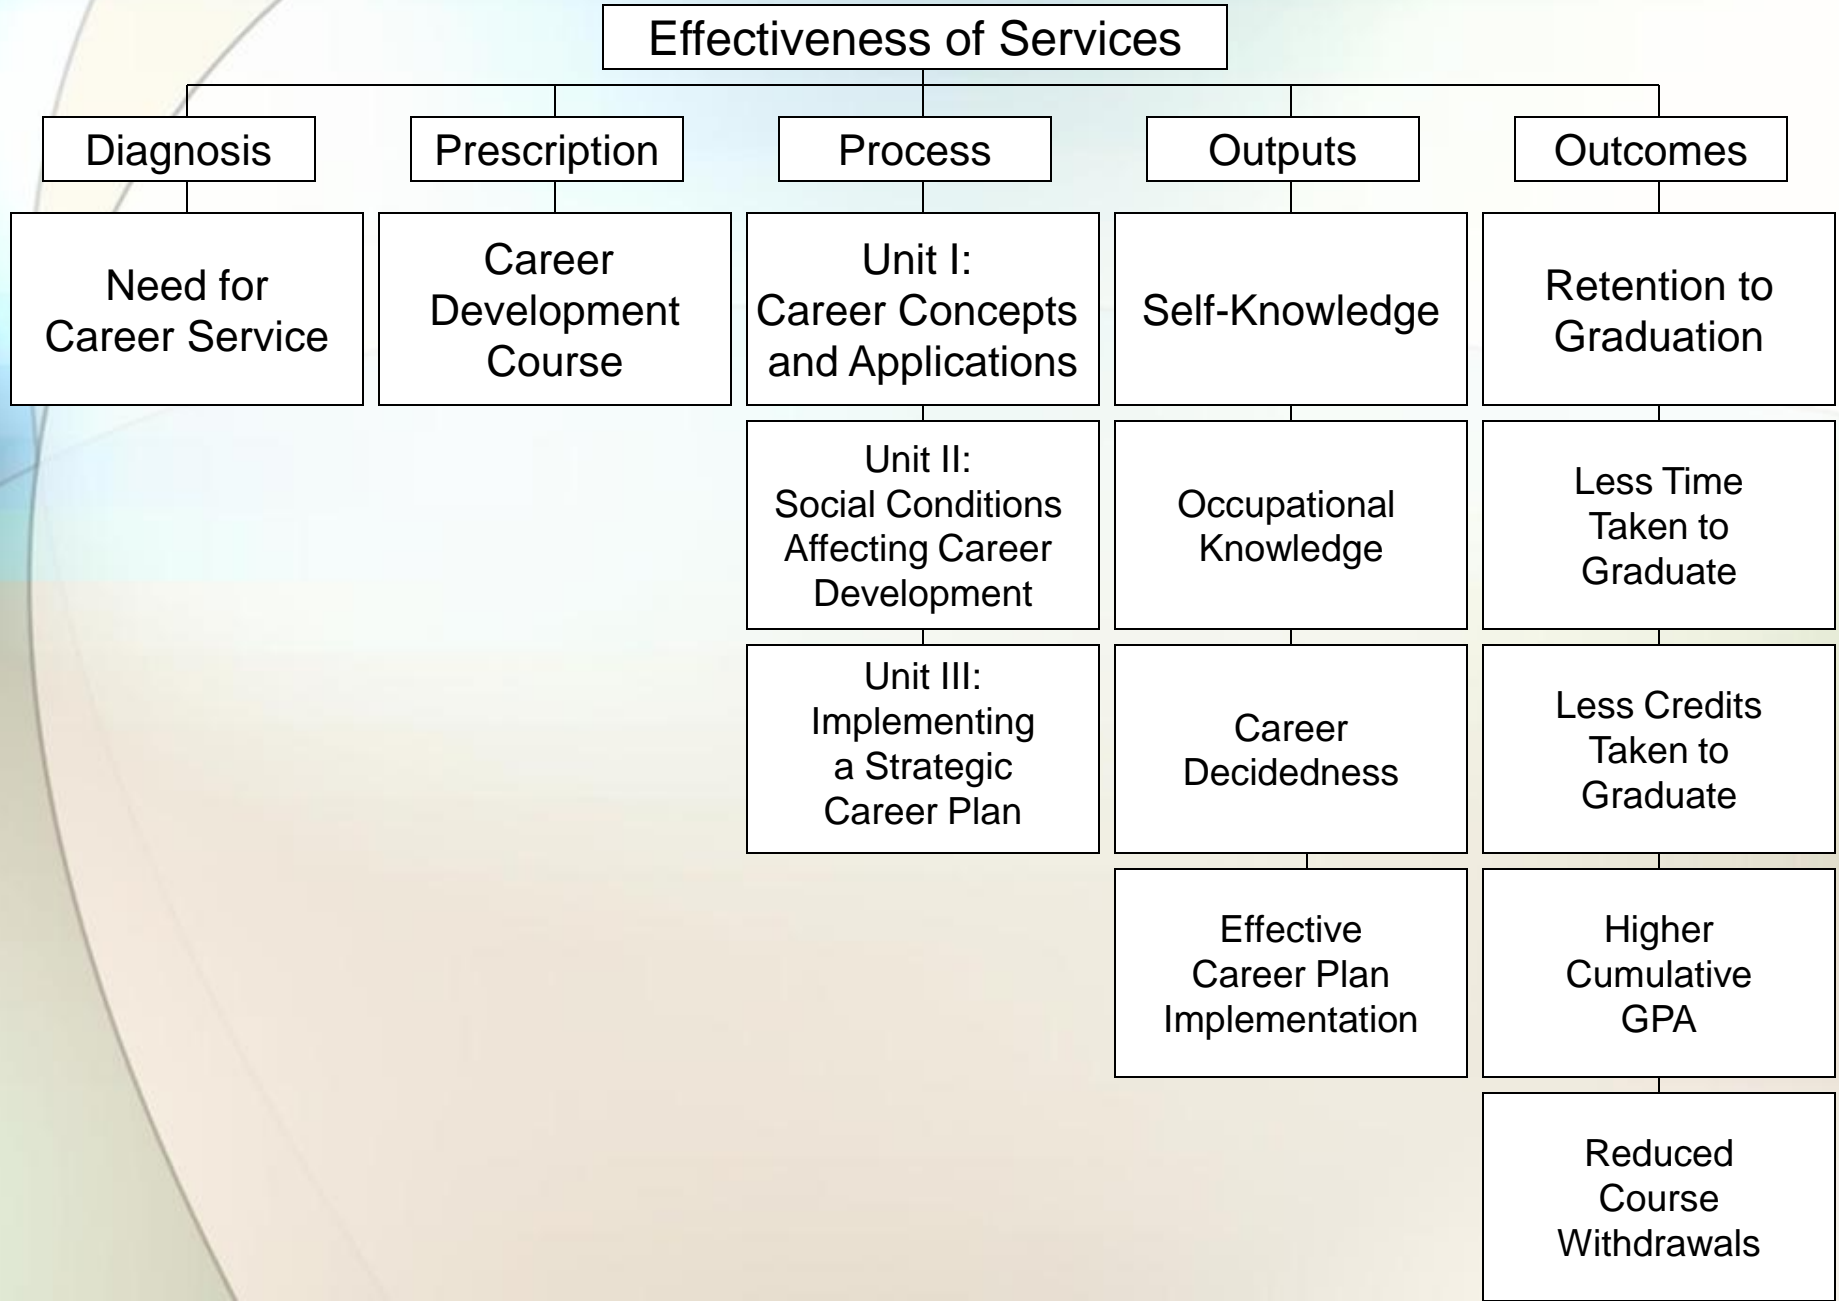 Effectiveness of Services
Diagnosis
Prescription
Process
Outputs
Outcomes
Need for
Career Service
Career
Development
Course
Unit I:
Career Concepts
and Applications
Self-Knowledge
Retention to
Graduation
Unit II:
Social Conditions
Affecting Career
Development
Occupational
Knowledge
Less Time
Taken to
Graduate
Unit III:
Implementing
a Strategic
Career Plan
Career
Decidedness
Less Credits
Taken to
Graduate
Effective
Career Plan
Implementation
Higher
Cumulative
GPA
Reduced
Course
Withdrawals